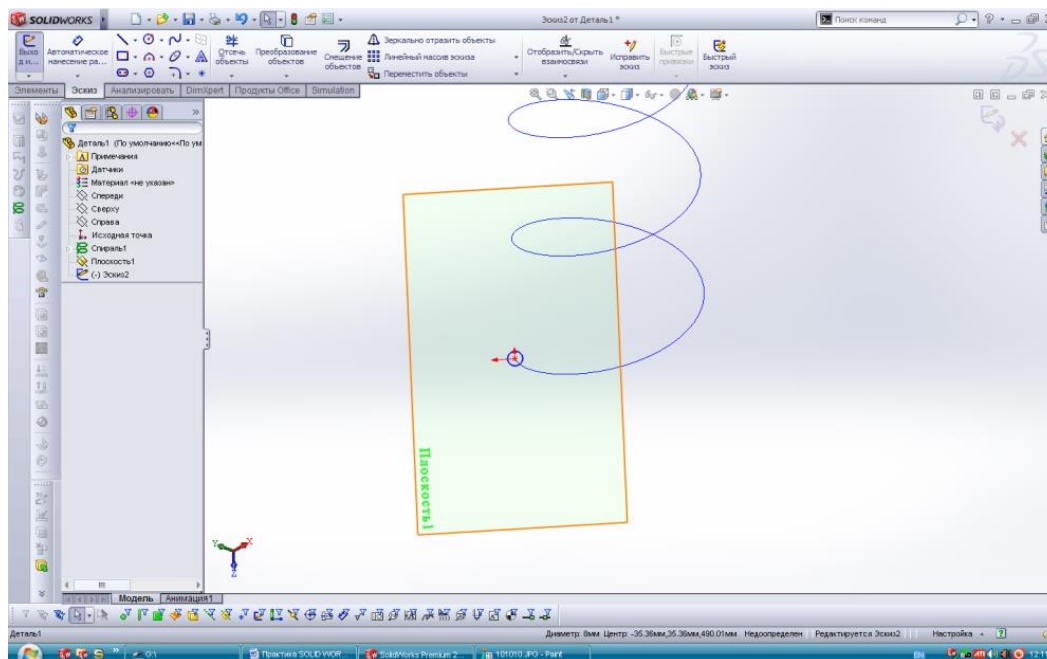 SOLIDWORKS
Эскиз2 от Деталь1 *
Поиск команд
Автоматическое нанесение ра...
Отсечь объекты
Преобразование объектов
Смещение объектов
Зеркально отразить объекты
Линейный массив эскиза
Переместить объекты
Отобразить/Скрыть взаимосвязи
Исправить эскиз
Быстрые привязки
Быстрый эскиз
Элементы Эскиз Анализировать DimXpert Продукты Office Simulation
Деталь1 (По умолчанию<<По ум
Примечания
Датчики
Материал <не указан>
Спереди
Сверху
Справа
Исходная точка
Спираль1
Плоскость1
(-) Эскиз2
Плоскость1
Y X
Z
Модель Анимация1
Деталь1
Диаметр: 8мм Центр: -35.36мм,35.36мм,490.01мм Недоопределен Редактируется Эскиз2 Настройка
Практика SOLID WOR... SolidWorks Premium 2... 101010.JPG - Paint
EN 12:11